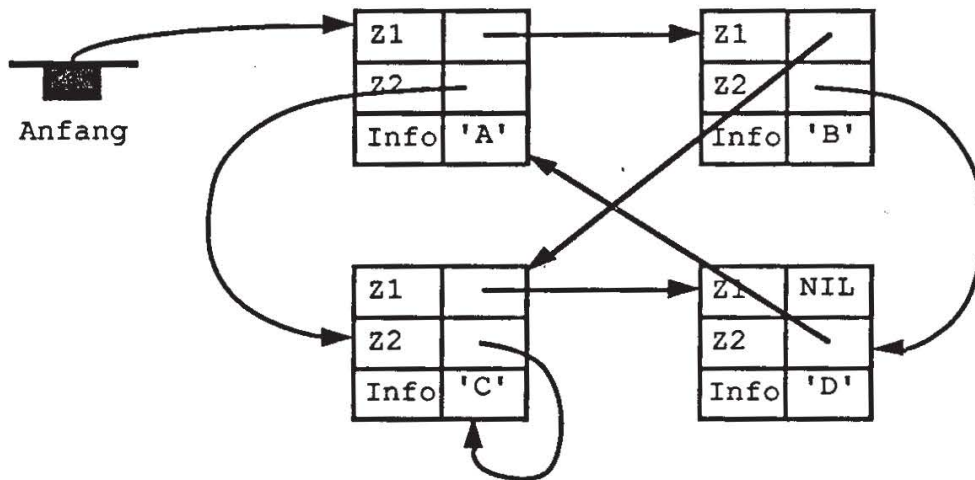 Z1 Z1
Z2 Z2
Anfang
Info 'A' Info 'B'
Z1 Z1 NIL
Z2 Z2
Info 'C' Info 'D'